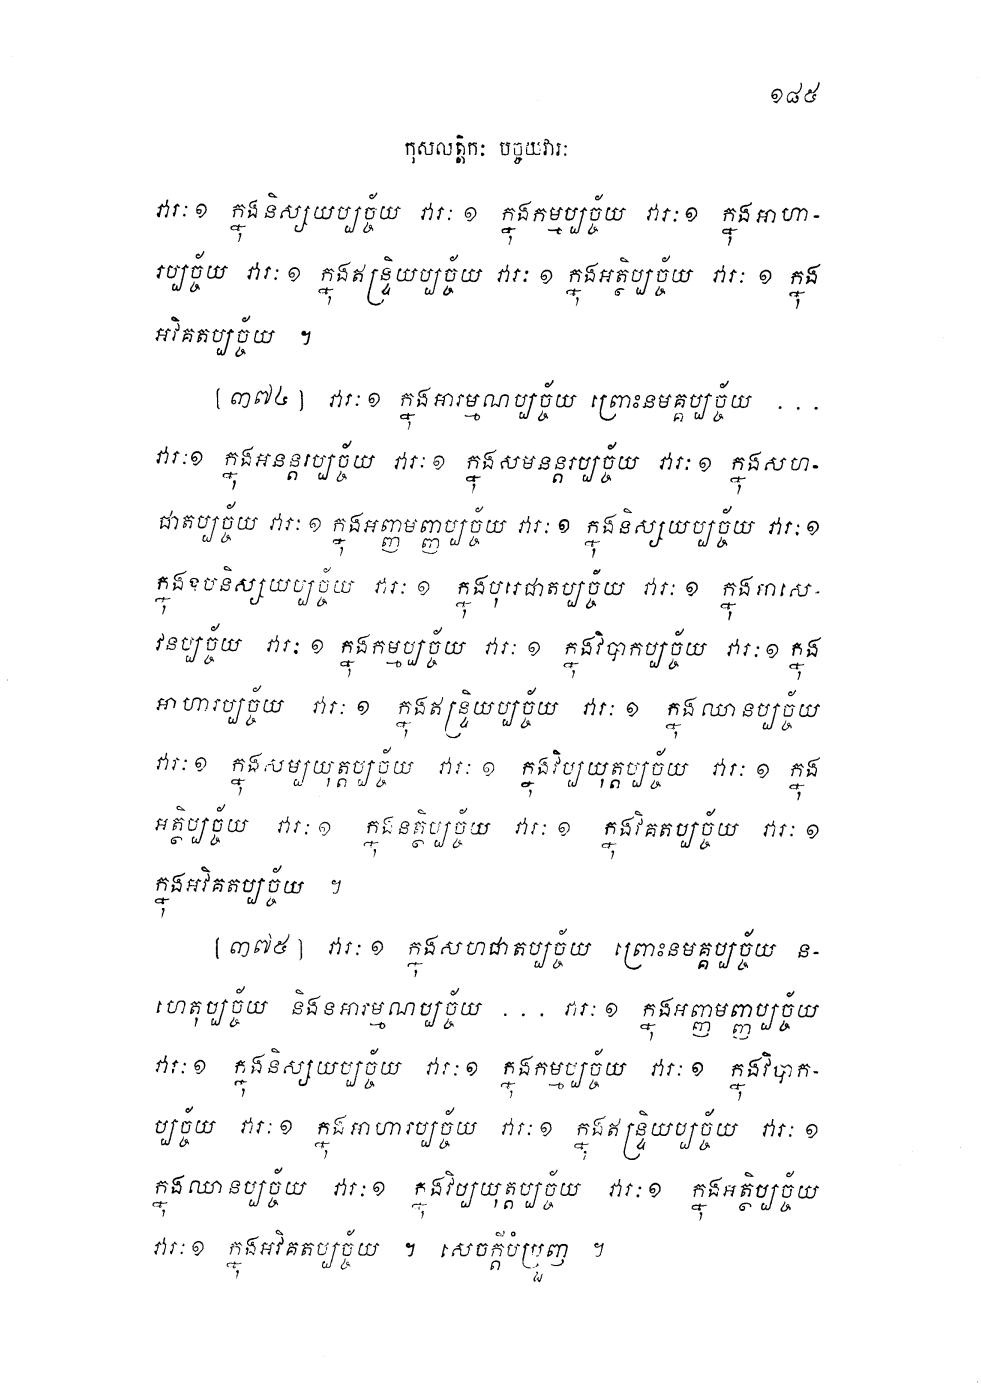 ១៨៥
កុសលត្តិកៈ បច្ចយវារៈ
វារៈ ១ ក្នុងនិស្សយប្បច្ច័យ វារៈ ១ ក្នុងកម្មប្បច្ច័យ វារៈ ១ ក្នុងអាហា-
រប្បច្ច័យ វារៈ ១ ក្នុងឥន្ទ្រិយប្បច្ច័យ វារៈ ១ ក្នុងអត្ថិប្បច្ច័យ វារៈ ១ ក្នុង
អវិគតប្បច្ច័យ ។
[៣៧៤] វារៈ ១ ក្នុងអារម្មណប្បច្ច័យ ព្រោះនមគ្គប្បច្ច័យ ...
វារៈ ១ ក្នុងអនន្តរប្បច្ច័យ វារៈ ១ ក្នុងសមនន្តរប្បច្ច័យ វារៈ ១ ក្នុងសហ-
ជាតប្បច្ច័យ វារៈ ១ ក្នុងអញ្ញមញ្ញប្បច្ច័យ វារៈ ១ ក្នុងនិស្សយប្បច្ច័យ វារៈ ១
ក្នុងឧបនិស្សយប្បច្ច័យ វារៈ ១ ក្នុងបុរេជាតប្បច្ច័យ វារៈ ១ ក្នុងអាសេ-
វនប្បច្ច័យ វារៈ ១ ក្នុងកម្មប្បច្ច័យ វារៈ ១ ក្នុងវិបាកប្បច្ច័យ វារៈ ១ ក្នុង
អាហារប្បច្ច័យ វារៈ ១ ក្នុងឥន្ទ្រិយប្បច្ច័យ វារៈ ១ ក្នុងឈានប្បច្ច័យ
វារៈ ១ ក្នុងសម្បយុត្តប្បច្ច័យ វារៈ ១ ក្នុងវិប្បយុត្តប្បច្ច័យ វារៈ ១ ក្នុង
អត្ថិប្បច្ច័យ វារៈ ១ ក្នុងនត្ថិប្បច្ច័យ វារៈ ១ ក្នុងវិគតប្បច្ច័យ វារៈ ១
ក្នុងអវិគតប្បច្ច័យ ។
[៣៧៥] វារៈ ១ ក្នុងសហជាតប្បច្ច័យ ព្រោះនមគ្គប្បច្ច័យ ន-
ហេតុប្បច្ច័យ និងនអារម្មណប្បច្ច័យ ... វារៈ ១ ក្នុងអញ្ញមញ្ញប្បច្ច័យ
វារៈ ១ ក្នុងនិស្សយប្បច្ច័យ វារៈ ១ ក្នុងកម្មប្បច្ច័យ វារៈ ១ ក្នុងវិបាក-
ប្បច្ច័យ វារៈ ១ ក្នុងអាហារប្បច្ច័យ វារៈ ១ ក្នុងឥន្ទ្រិយប្បច្ច័យ វារៈ ១
ក្នុងឈានប្បច្ច័យ វារៈ ១ ក្នុងវិប្បយុត្តប្បច្ច័យ វារៈ ១ ក្នុងអត្ថិប្បច្ច័យ
វារៈ ១ ក្នុងអវិគតប្បច្ច័យ ។ សេចក្តីបំប្រួញ ។